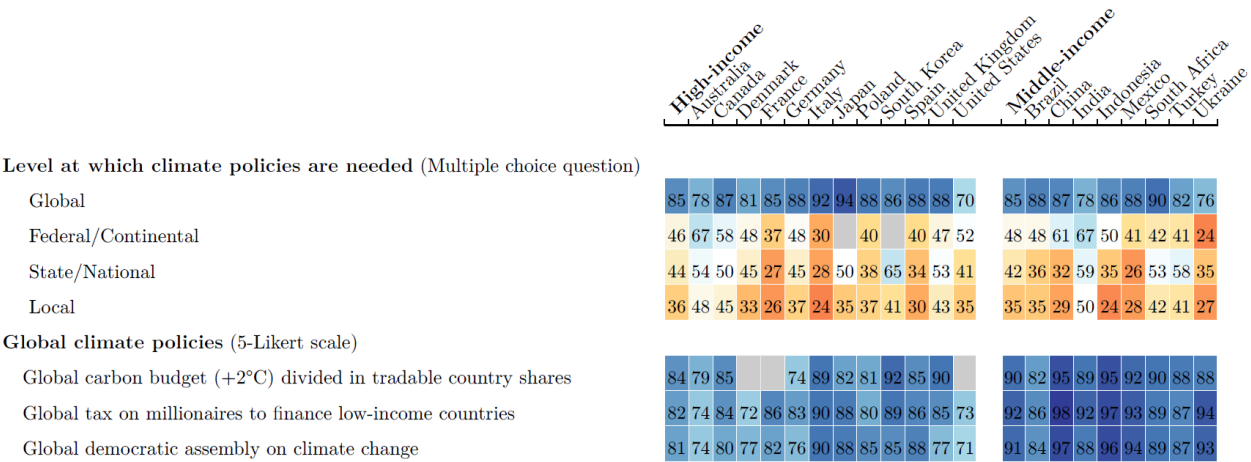 High-income
Australia
Canada
Denmark
France
Germany
Italy
Japan
Poland
South Korea
Spain
United Kingdom
United States
Middle-income
Brazil
China
India
Indonesia
Mexico
South Africa
Turkey
Ukraine
Level at which climate policies are needed (Multiple choice question)
Global 85 78 87 81 85 88 92 94 88 86 88 88 70 85 88 87 78 86 88 90 82 76
Federal/Continental 46 67 58 48 37 48 30 40 40 47 52 48 48 61 67 50 41 42 41 24
State/National 44 54 50 45 27 45 28 50 38 65 34 53 41 42 36 32 59 35 26 53 58 35
Local 36 48 45 33 26 37 24 35 37 41 30 43 35 35 35 29 50 24 28 42 41 27
Global climate policies (5-Likert scale)
Global carbon budget (+2°C) divided in tradable country shares 84 79 85 74 89 82 81 92 85 90 90 82 95 89 95 92 90 88 88
Global tax on millionaires to finance low-income countries 82 74 84 72 86 83 90 88 80 89 86 85 73 92 86 98 92 97 93 89 87 94
Global democratic assembly on climate change 81 74 80 77 82 76 90 88 85 85 88 77 71 91 84 97 88 96 94 89 87 93